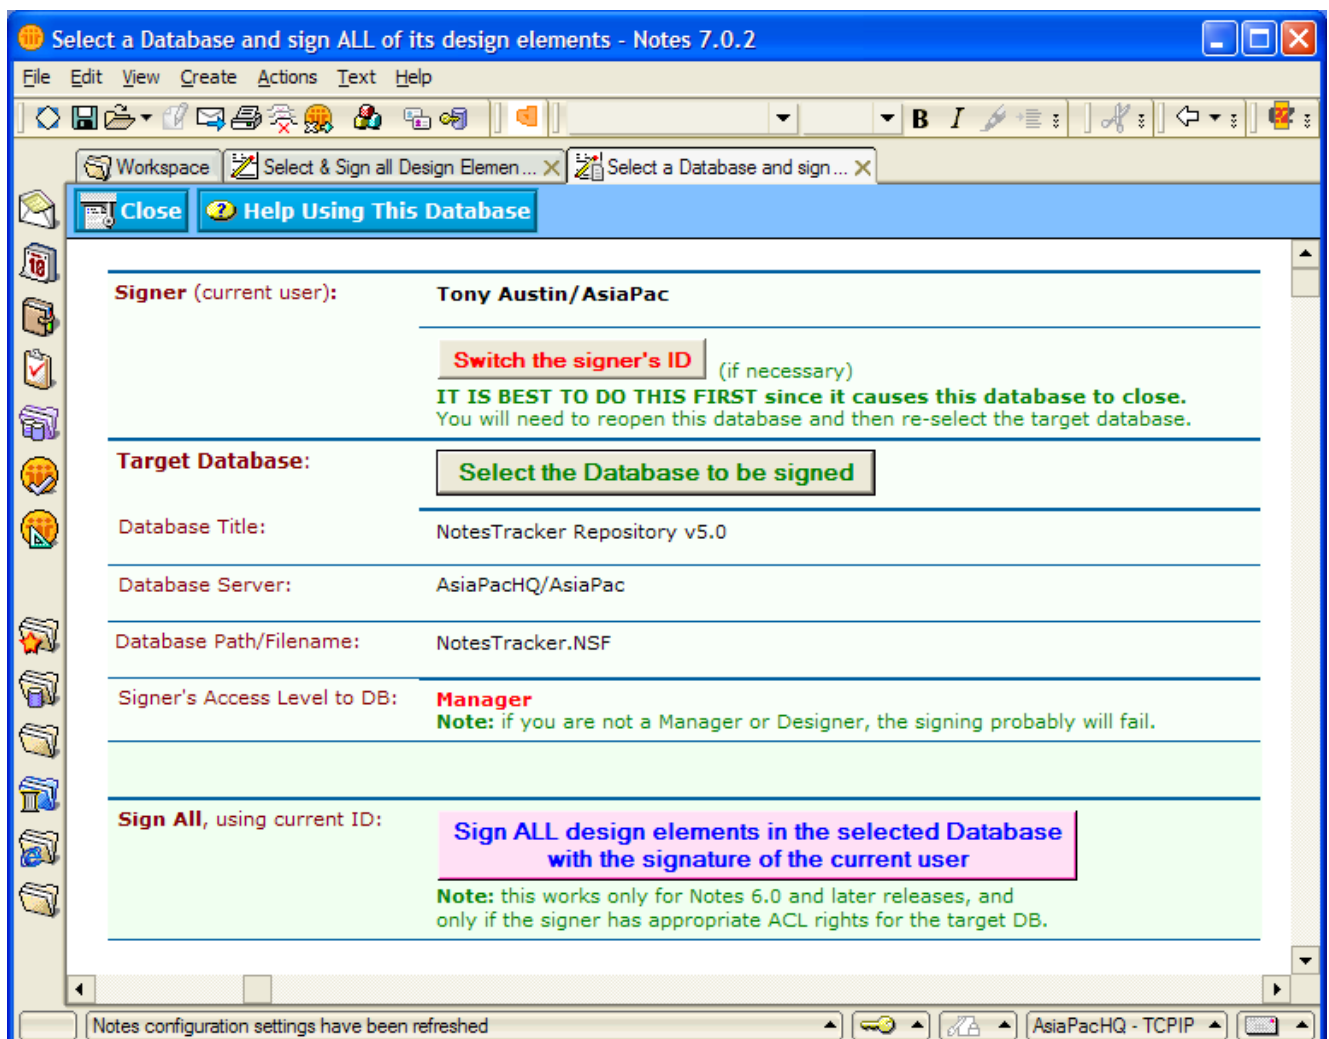 Select a Database and sign ALL of its design elements - Notes 7.0.2
File Edit View Create Actions Text Help
B I
Workspace Select & Sign all Design Elemen ... Select a Database and sign ...
Close Help Using This Database
Signer (current user): Tony Austin/AsiaPac
Switch the signer's ID (if necessary)
IT IS BEST TO DO THIS FIRST since it causes this database to close.
You will need to reopen this database and then re-select the target database.
Target Database: Select the Database to be signed
Database Title: NotesTracker Repository v5.0
Database Server: AsiaPacHQ/AsiaPac
Database Path/Filename: NotesTracker.NSF
Signer's Access Level to DB: Manager
Note: if you are not a Manager or Designer, the signing probably will fail.
Sign All, using current ID: Sign ALL design elements in the selected Database
with the signature of the current user
Note: this works only for Notes 6.0 and later releases, and
only if the signer has appropriate ACL rights for the target DB.
Notes configuration settings have been refreshed AsiaPacHQ - TCPIP